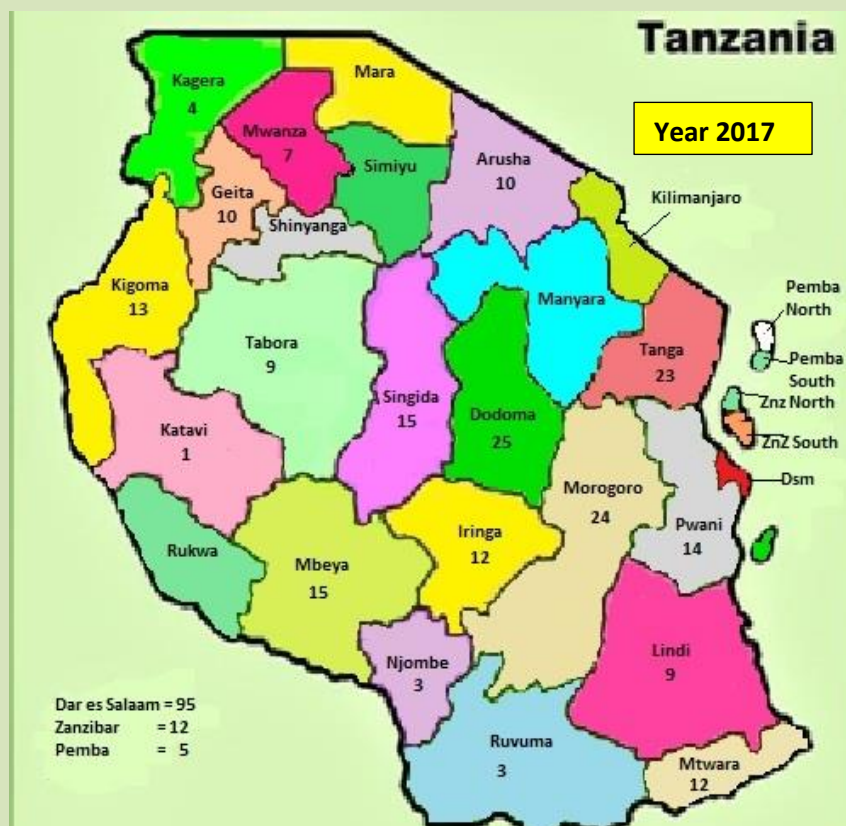 Tanzania
Year 2017
Kagera
4
Mara
Mwanza
7
Simiyu
Arusha
10
Geita
10
Kilimanjaro
Shinyanga
Kigoma
13
Manyara
Pemba
North
Tabora
9
Tanga
23
Pemba
South
Singida
15
Dodoma
25
Znz North
Katavi
1
ZnZ South
Dsm
Morogoro
24
Pwani
14
Iringa
12
Rukwa
Mbeya
15
Njombe
3
Lindi
9
Dar es Salaam = 95
Zanzibar = 12
Pemba = 5
Ruvuma
3
Mtwara
12